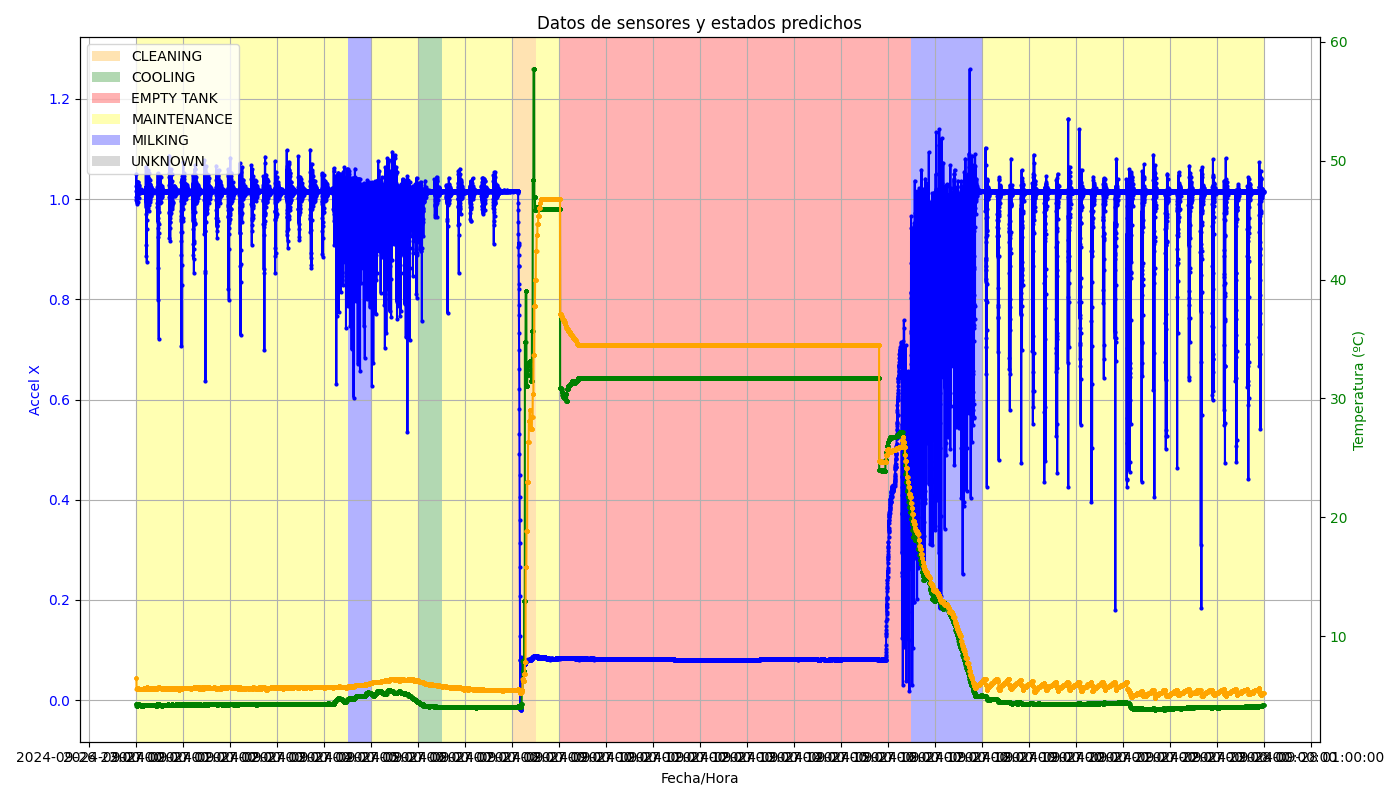 Datos de sensores y estados predichos
CLEANING
COOLING
EMPTY TANK
MAINTENANCE
MILKING
UNKNOWN
1.2
1.0
0.8
0.6
0.4
0.2
0.0
Accel X
60
50
40
30
20
10
Temperatura (ºC)
Fecha/Hora